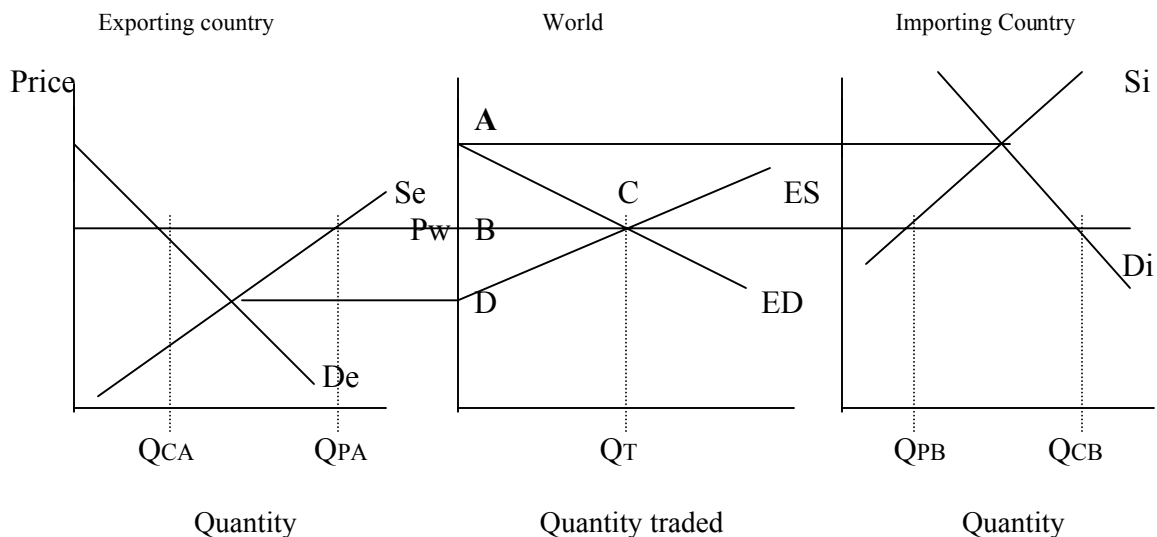 Exporting country World Importing Country
Price Si
A
Se C ES
Pw B
Di
D ED
De
QCA QPA QT QPB QCB
Quantity Quantity traded Quantity